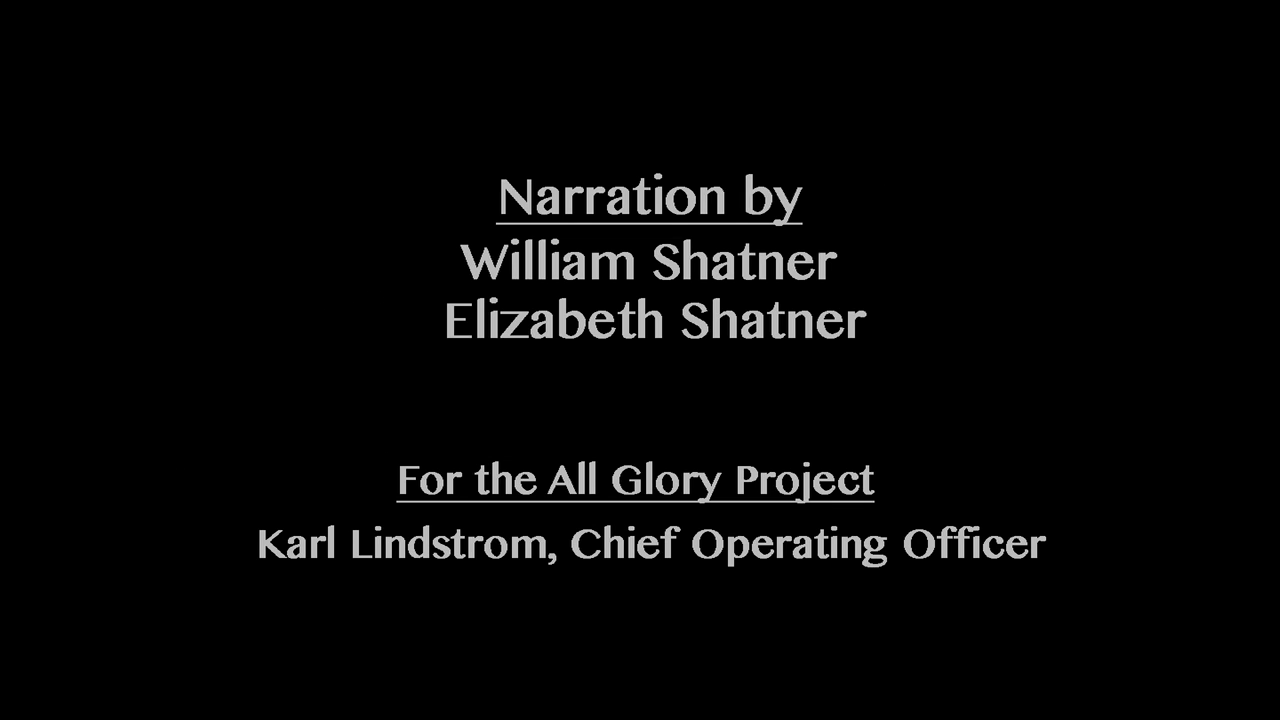 Narration by
William Shatner
Elizabeth Shatner
For the All Glory Project
Karl Lindstrom, Chief Operating Officer